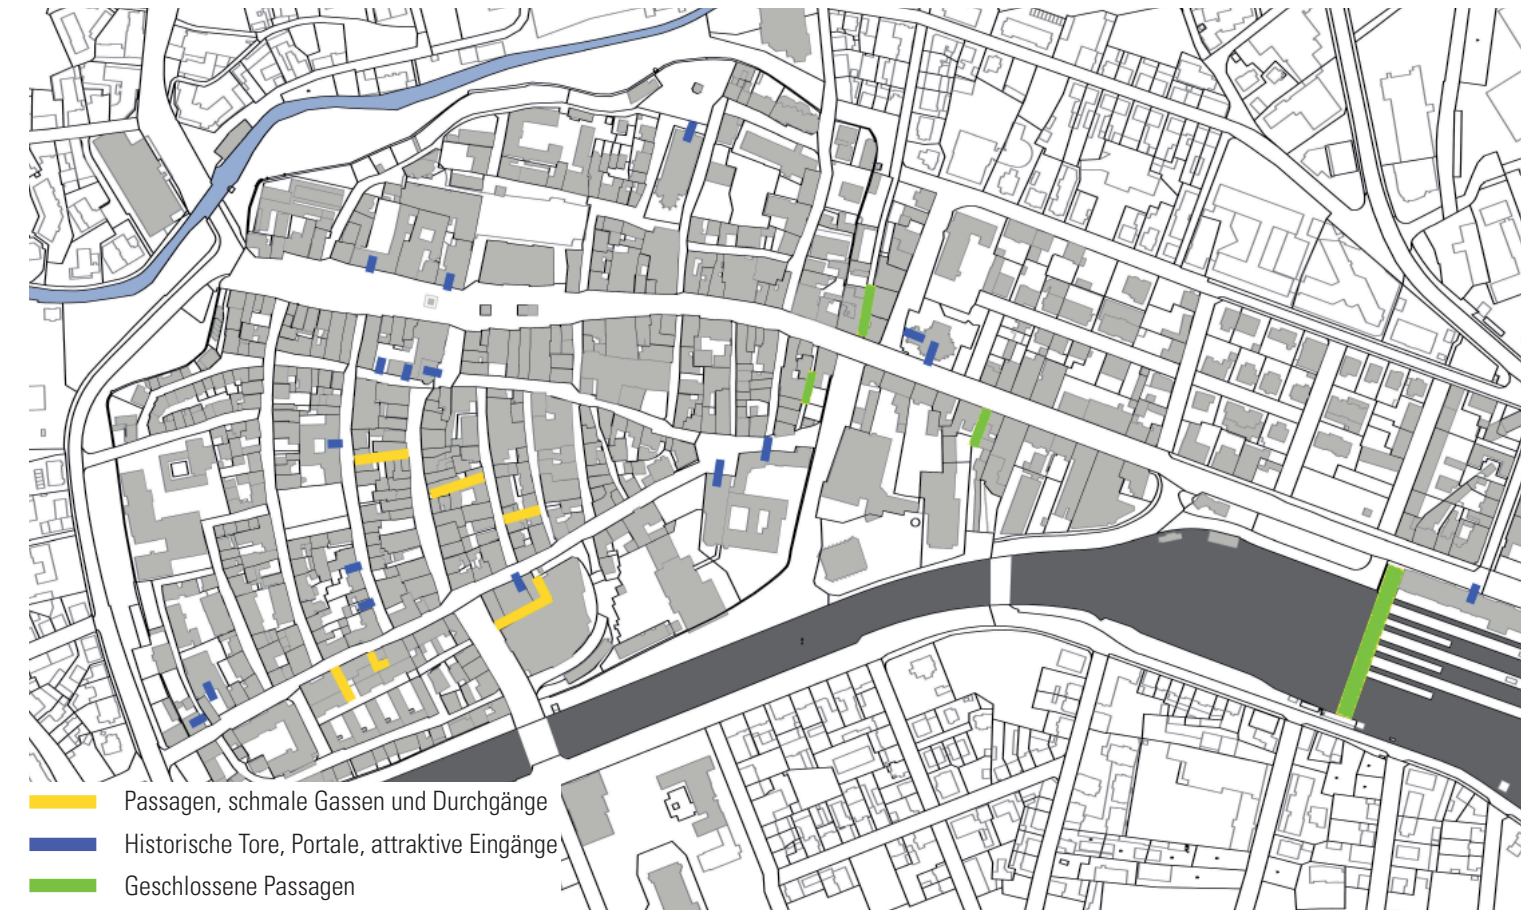 Passagen, schmale Gassen und Durchgänge
Historische Tore, Portale, attraktive Eingänge
Geschlossene Passagen